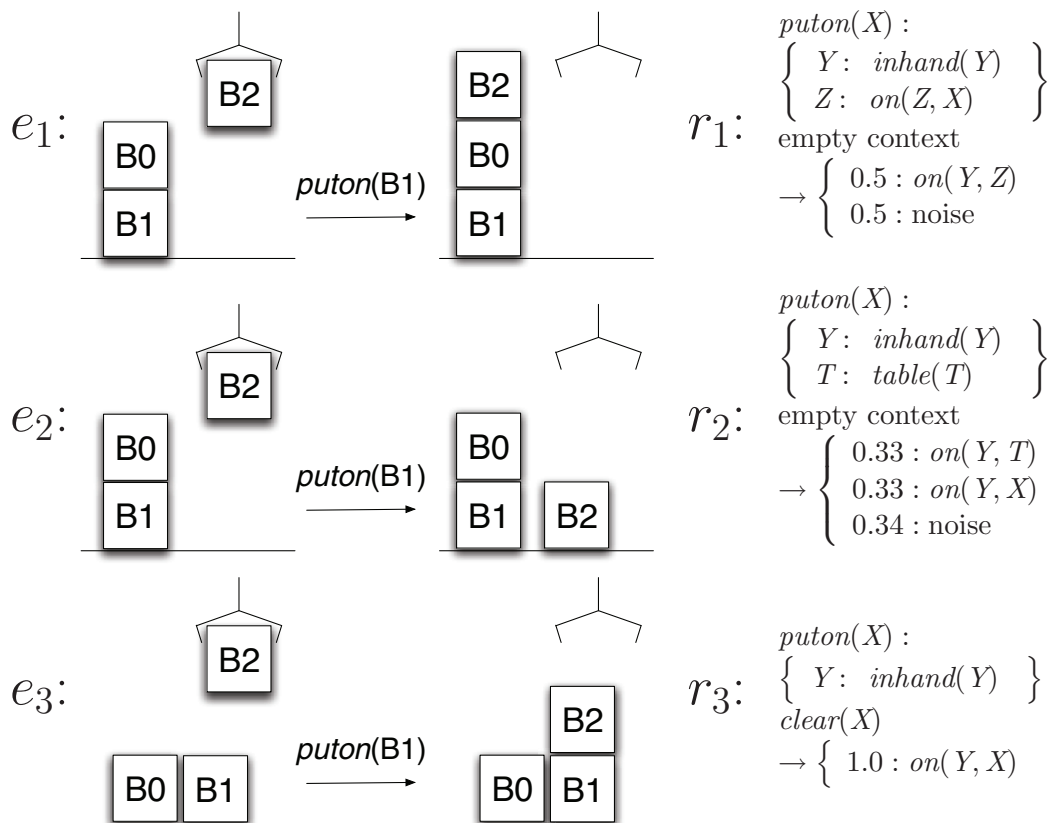 e₁:
B2
B0
B1
puton(B1)
B2
B0
B1
r₁:
puton(X) :
{ Y : inhand(Y)
Z : on(Z, X) }
empty context
→ { 0.5 : on(Y, Z)
0.5 : noise
e₂:
B2
B0
B1
puton(B1)
B0
B1 B2
r₂:
puton(X) :
{ Y : inhand(Y)
T : table(T) }
empty context
→ { 0.33 : on(Y, T)
0.33 : on(Y, X)
0.34 : noise
e₃:
B2
B0 B1
puton(B1)
B2
B0 B1
r₃:
puton(X) :
{ Y : inhand(Y) }
clear(X)
→ { 1.0 : on(Y, X)